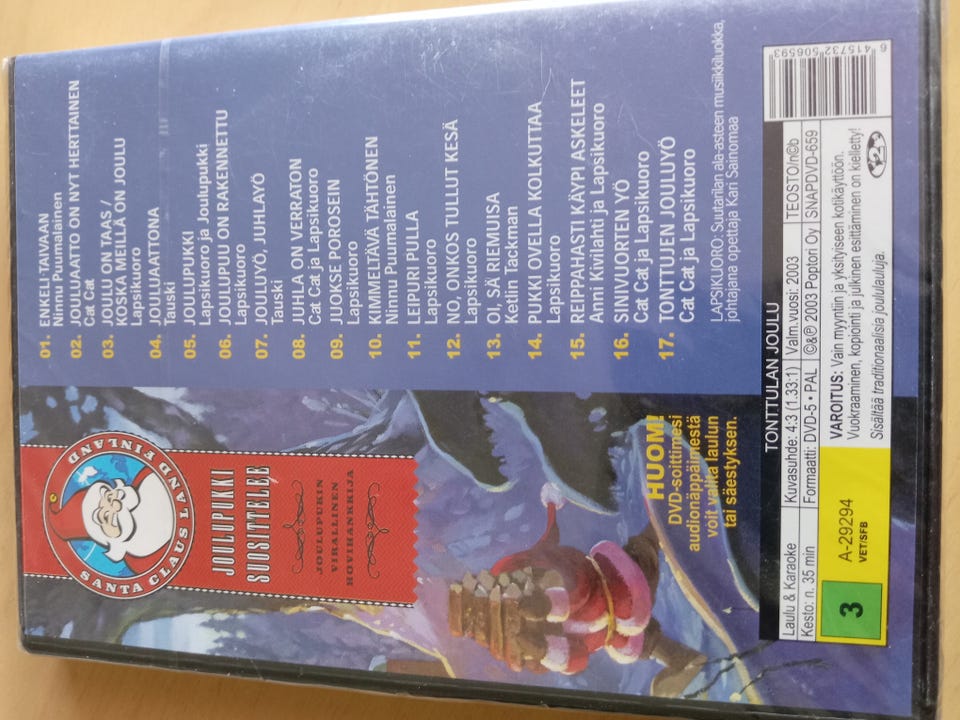 SANTA CLAUS LAND FINLAND
JOULUPUKKI
SUOSITTELEE
JOULUPUKIN
VIRALLINEN
HOVIHANKKIJA
01. ENKELI TAIVAAN
Ninnu Puumalainen
02. JOULUAATTO ON NYT HERTTAINEN
Cat Cat
03. JOULU ON TAAS /
KOSKA MEILLÄ ON JOULU
Lapsikuoro
04. JOULUAATTONA
Tauski
05. JOULUPUKKI
Lapsikuoro ja Joulupukki
06. JOULUPUU ON RAKENNETTU
Lapsikuoro
07. JOULUYÖ, JUHLAYÖ
Tauski
08. JUHLA ON VERRATON
Cat Cat ja Lapsikuoro
09. JUOKSE POROSEIN
Lapsikuoro
10. KIMMELTÄVÄ TÄHTÖNEN
Ninnu Puumalainen
11. LEIPURI PULLA
Lapsikuoro
12. NO, ONKOS TULLUT KESÄ
Lapsikuoro
13. OI, SÄ RIEMUISA
Ketlin Tackman
14. PUKKI OVELLA KOLKUTTAA
Lapsikuoro
15. REIPPAHASTI KÄYPI ASKELEET
Anni Kivilahti ja Lapsikuoro
16. SINIVUORTEN YÖ
Cat Cat ja Lapsikuoro
17. TONTTUJEN JOULUYÖ
Cat Cat ja Lapsikuoro
LAPSIKUORO: Suutarilan ala-asteen musiikkiluokka,
johtajana opettaja Kari Sainomaa
HUOM!
DVD-soittimesi
audionäppäimestä
voit valita laulun
tai säestyksen.
TONTTULAN JOULU
Laulu & Karaoke Kuvasuhde: 4:3 (1.33:1) Valm.vuosi: 2003 TEOSTO/n©b
Kesto: n. 35 min Formaatti: DVD-5 • PAL ©&℗ 2003 Poptori Oy SNAPDVD-659
3
A-29294
VET/SFB
VAROITUS: Vain myyntiin ja yksityiseen kotikäyttöön.
Vuokraaminen, kopiointi ja julkinen esittäminen on kielletty!
Sisältää traditionaalisia joululauluja.
2
6 415732 506593